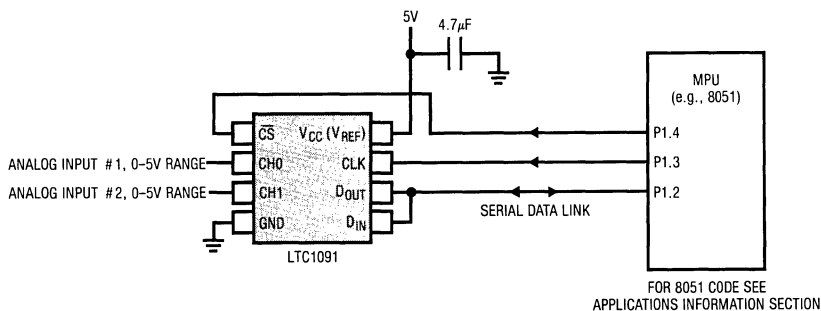 5V
4.7μF
MPU
(e.g., 8051)
C̅S̅
VCC (VREF)
P1.4
ANALOG INPUT #1, 0–5V RANGE
CH0
CLK
P1.3
ANALOG INPUT #2, 0–5V RANGE
CH1
DOUT
P1.2
SERIAL DATA LINK
GND
DIN
LTC1091
FOR 8051 CODE SEE
APPLICATIONS INFORMATION SECTION